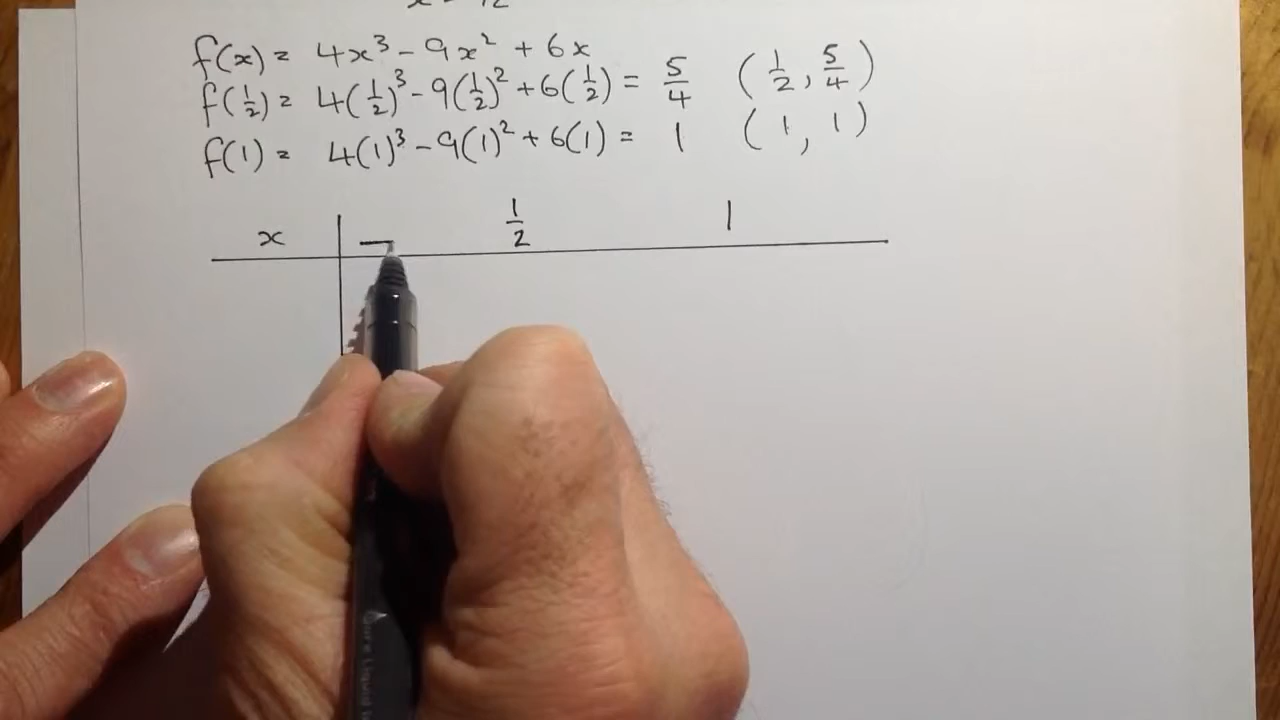 f(x) = 4x³ - 9x² + 6x
f(½) = 4(½)³ - 9(½)² + 6(½) = 5/4 (½, 5/4)
f(1) = 4(1)³ - 9(1)² + 6(1) = 1 (1, 1)
x — ½ 1